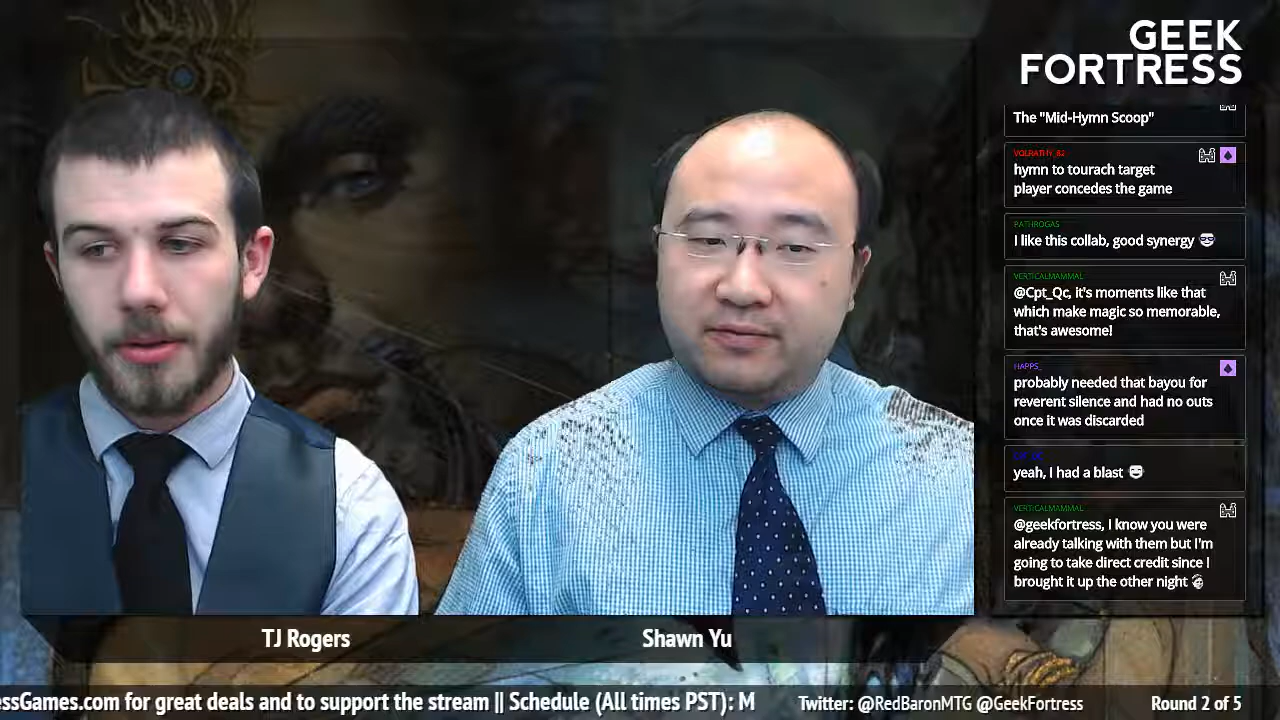 GEEK
FORTRESS
The "Mid-Hymn Scoop"
VOLRATHY_82
hymn to tourach target
player concedes the game
PATHROGAS
I like this collab, good synergy
VERTICALMAMMAL
@Cpt_Qc, it's moments like that
which make magic so memorable,
that's awesome!
HAPPS_
probably needed that bayou for
reverent silence and had no outs
once it was discarded
CPT_QC
yeah, I had a blast
VERTICALMAMMAL
@geekfortress, I know you were
already talking with them but I'm
going to take direct credit since I
brought it up the other night
TJ Rogers
Shawn Yu
essGames.com for great deals and to support the stream || Schedule (All times PST): M
Twitter: @RedBaronMTG @GeekFortress
Round 2 of 5